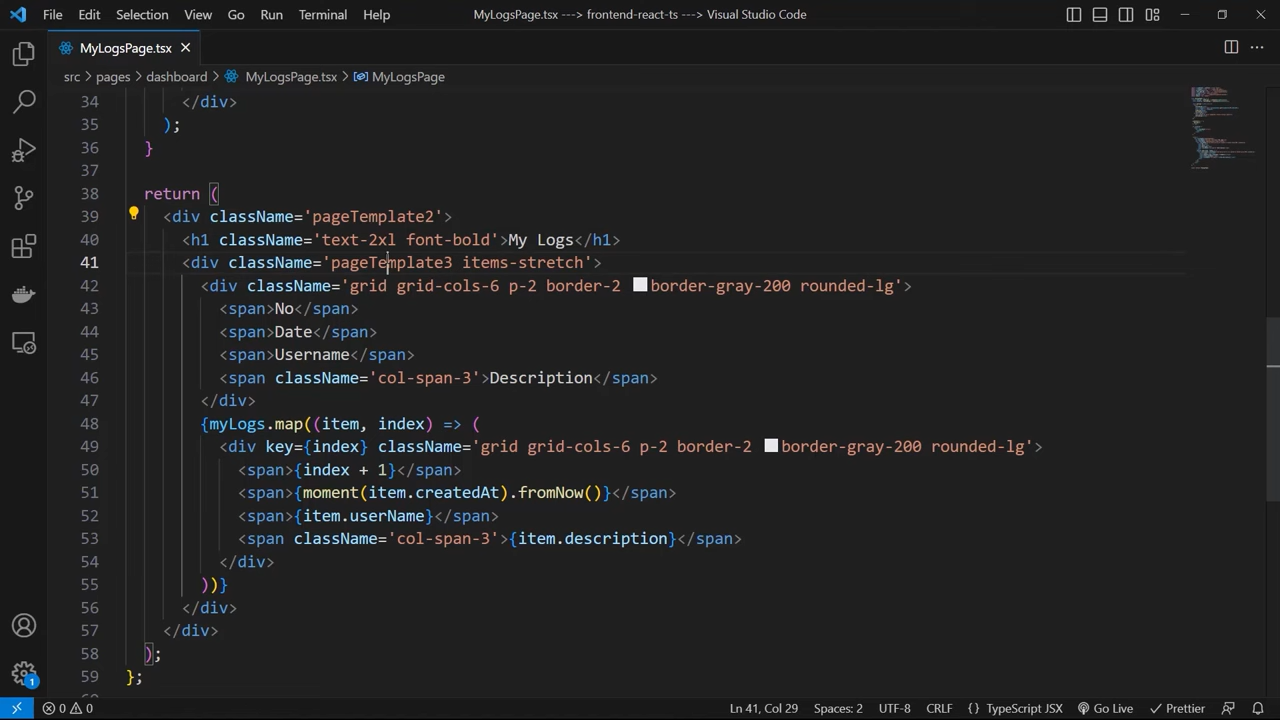 File Edit Selection View Go Run Terminal Help MyLogsPage.tsx ---> frontend-react-ts ---> Visual Studio Code
MyLogsPage.tsx
src > pages > dashboard > MyLogsPage.tsx > MyLogsPage
34 </div>
35 );
36 }
37
38 return (
39 <div className='pageTemplate2'>
40 <h1 className='text-2xl font-bold'>My Logs</h1>
41 <div className='pageTemplate3 items-stretch'>
42 <div className='grid grid-cols-6 p-2 border-2 border-gray-200 rounded-lg'>
43 <span>No</span>
44 <span>Date</span>
45 <span>Username</span>
46 <span className='col-span-3'>Description</span>
47 </div>
48 {myLogs.map((item, index) => (
49 <div key={index} className='grid grid-cols-6 p-2 border-2 border-gray-200 rounded-lg'>
50 <span>{index + 1}</span>
51 <span>{moment(item.createdAt).fromNow()}</span>
52 <span>{item.userName}</span>
53 <span className='col-span-3'>{item.description}</span>
54 </div>
55 ))}
56 </div>
57 </div>
58 );
59 };
60
1
0 0 Ln 41, Col 29 Spaces: 2 UTF-8 CRLF {} TypeScript JSX Go Live Prettier